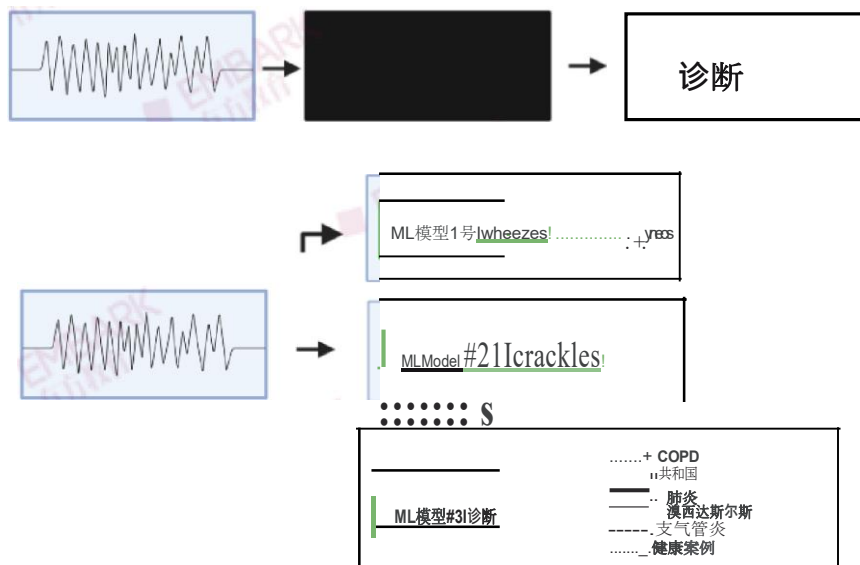 诊断
ML模型1号Iwheezes! ............. :+:
EMBARK
MLModel #21Icrackles!
EMBARK
s
.......+ COPD
共和国
ML模型#3I诊断
肺炎
澳西达斯尔斯
支气管炎
健康案例